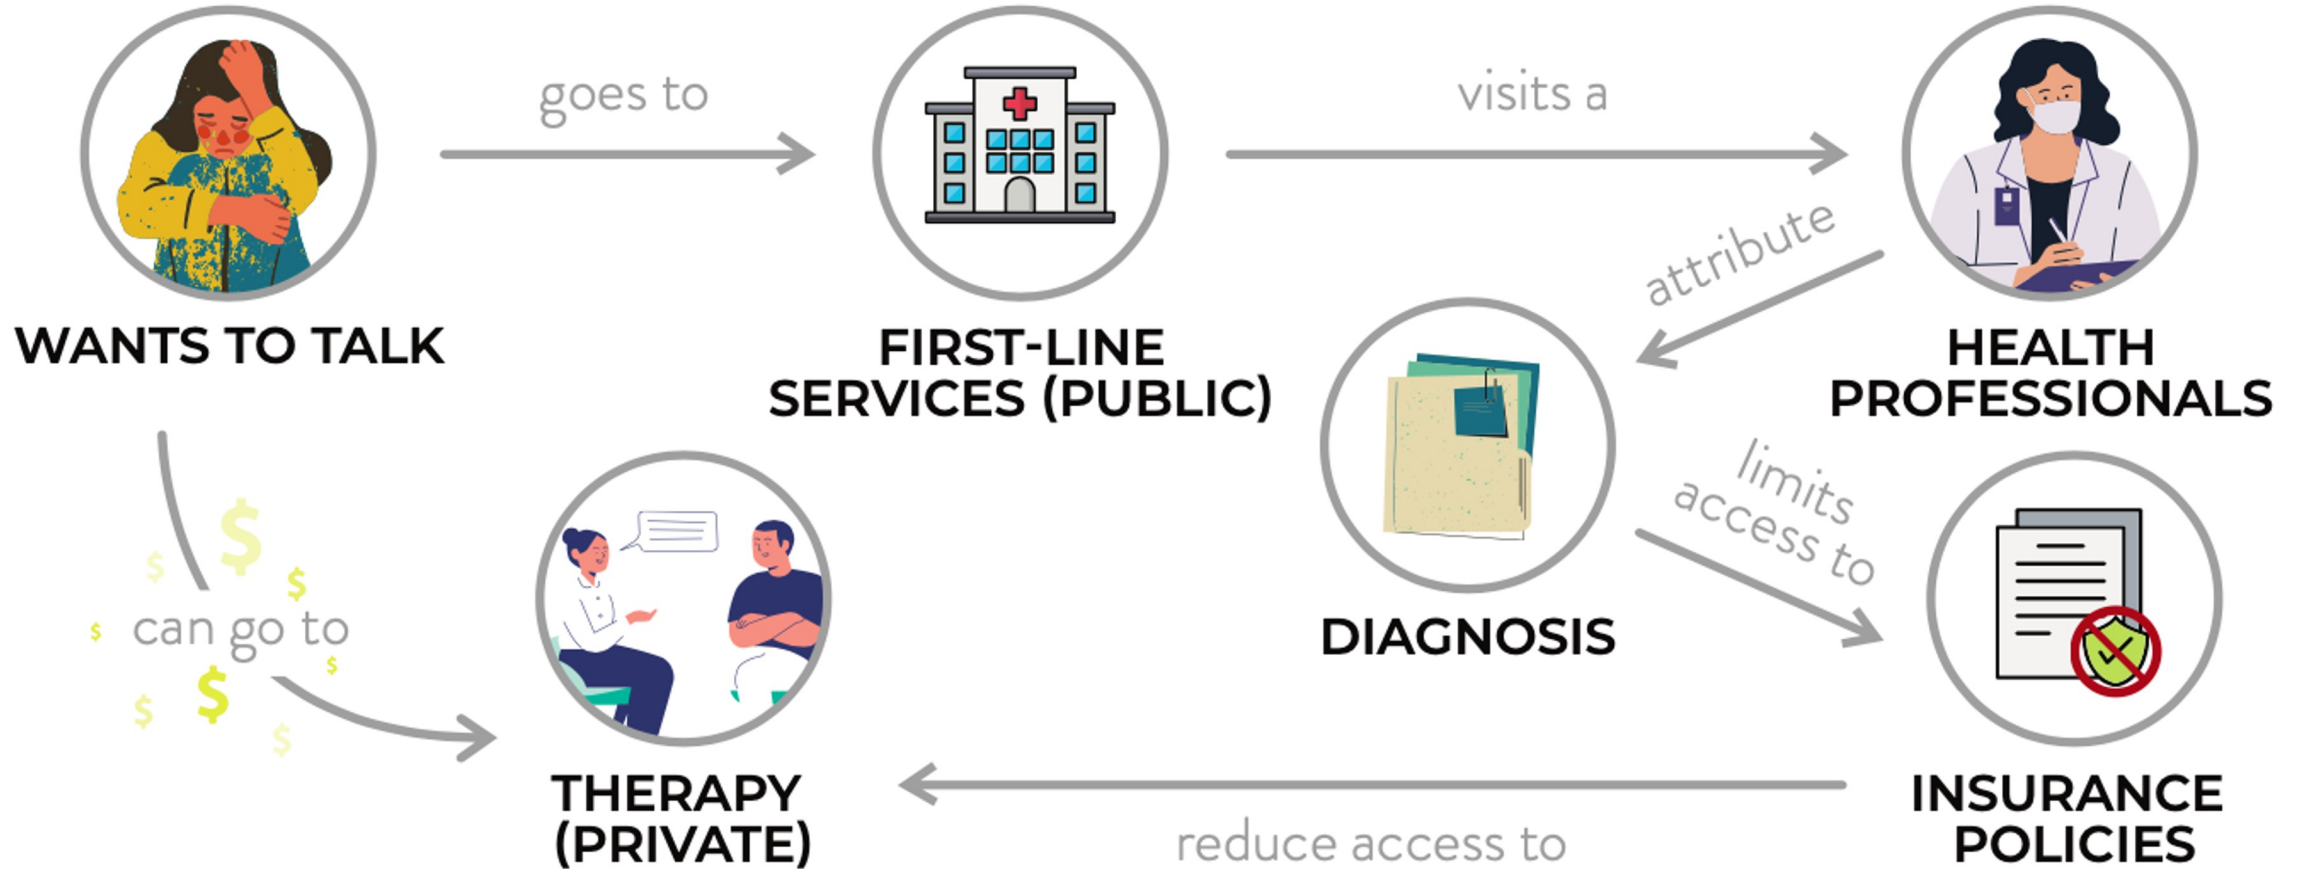 goes to
visits a
attribute
WANTS TO TALK
FIRST-LINE
SERVICES (PUBLIC)
HEALTH
PROFESSIONALS
limits
access to
$
$
$
can go to
$
$
$
$
$
DIAGNOSIS
THERAPY
(PRIVATE)
reduce access to
INSURANCE
POLICIES